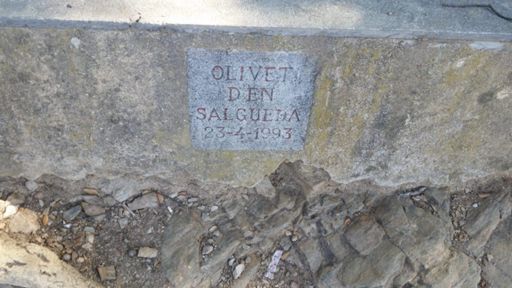 OLIVET
D'EN
SALGUEDA
23-4-1993